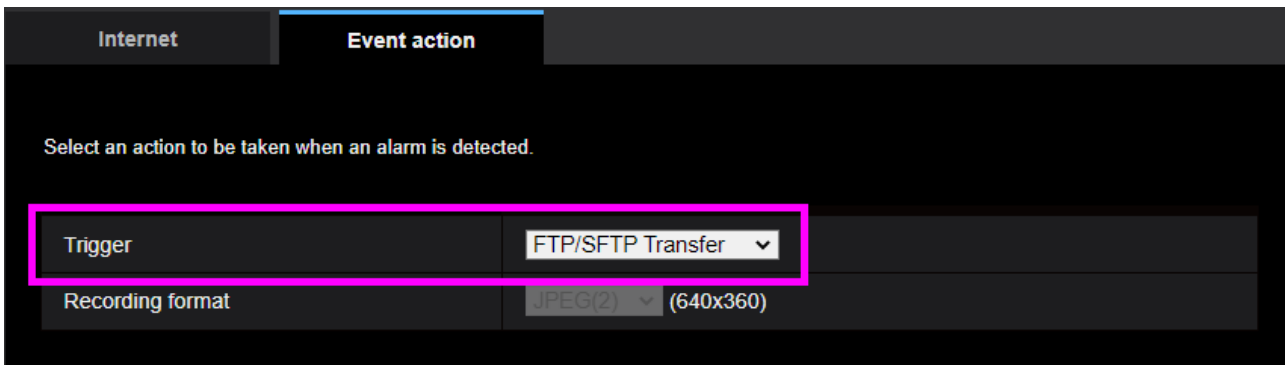 Internet Event action
Select an action to be taken when an alarm is detected.
Trigger FTP/SFTP Transfer
Recording format JPEG(2) (640x360)